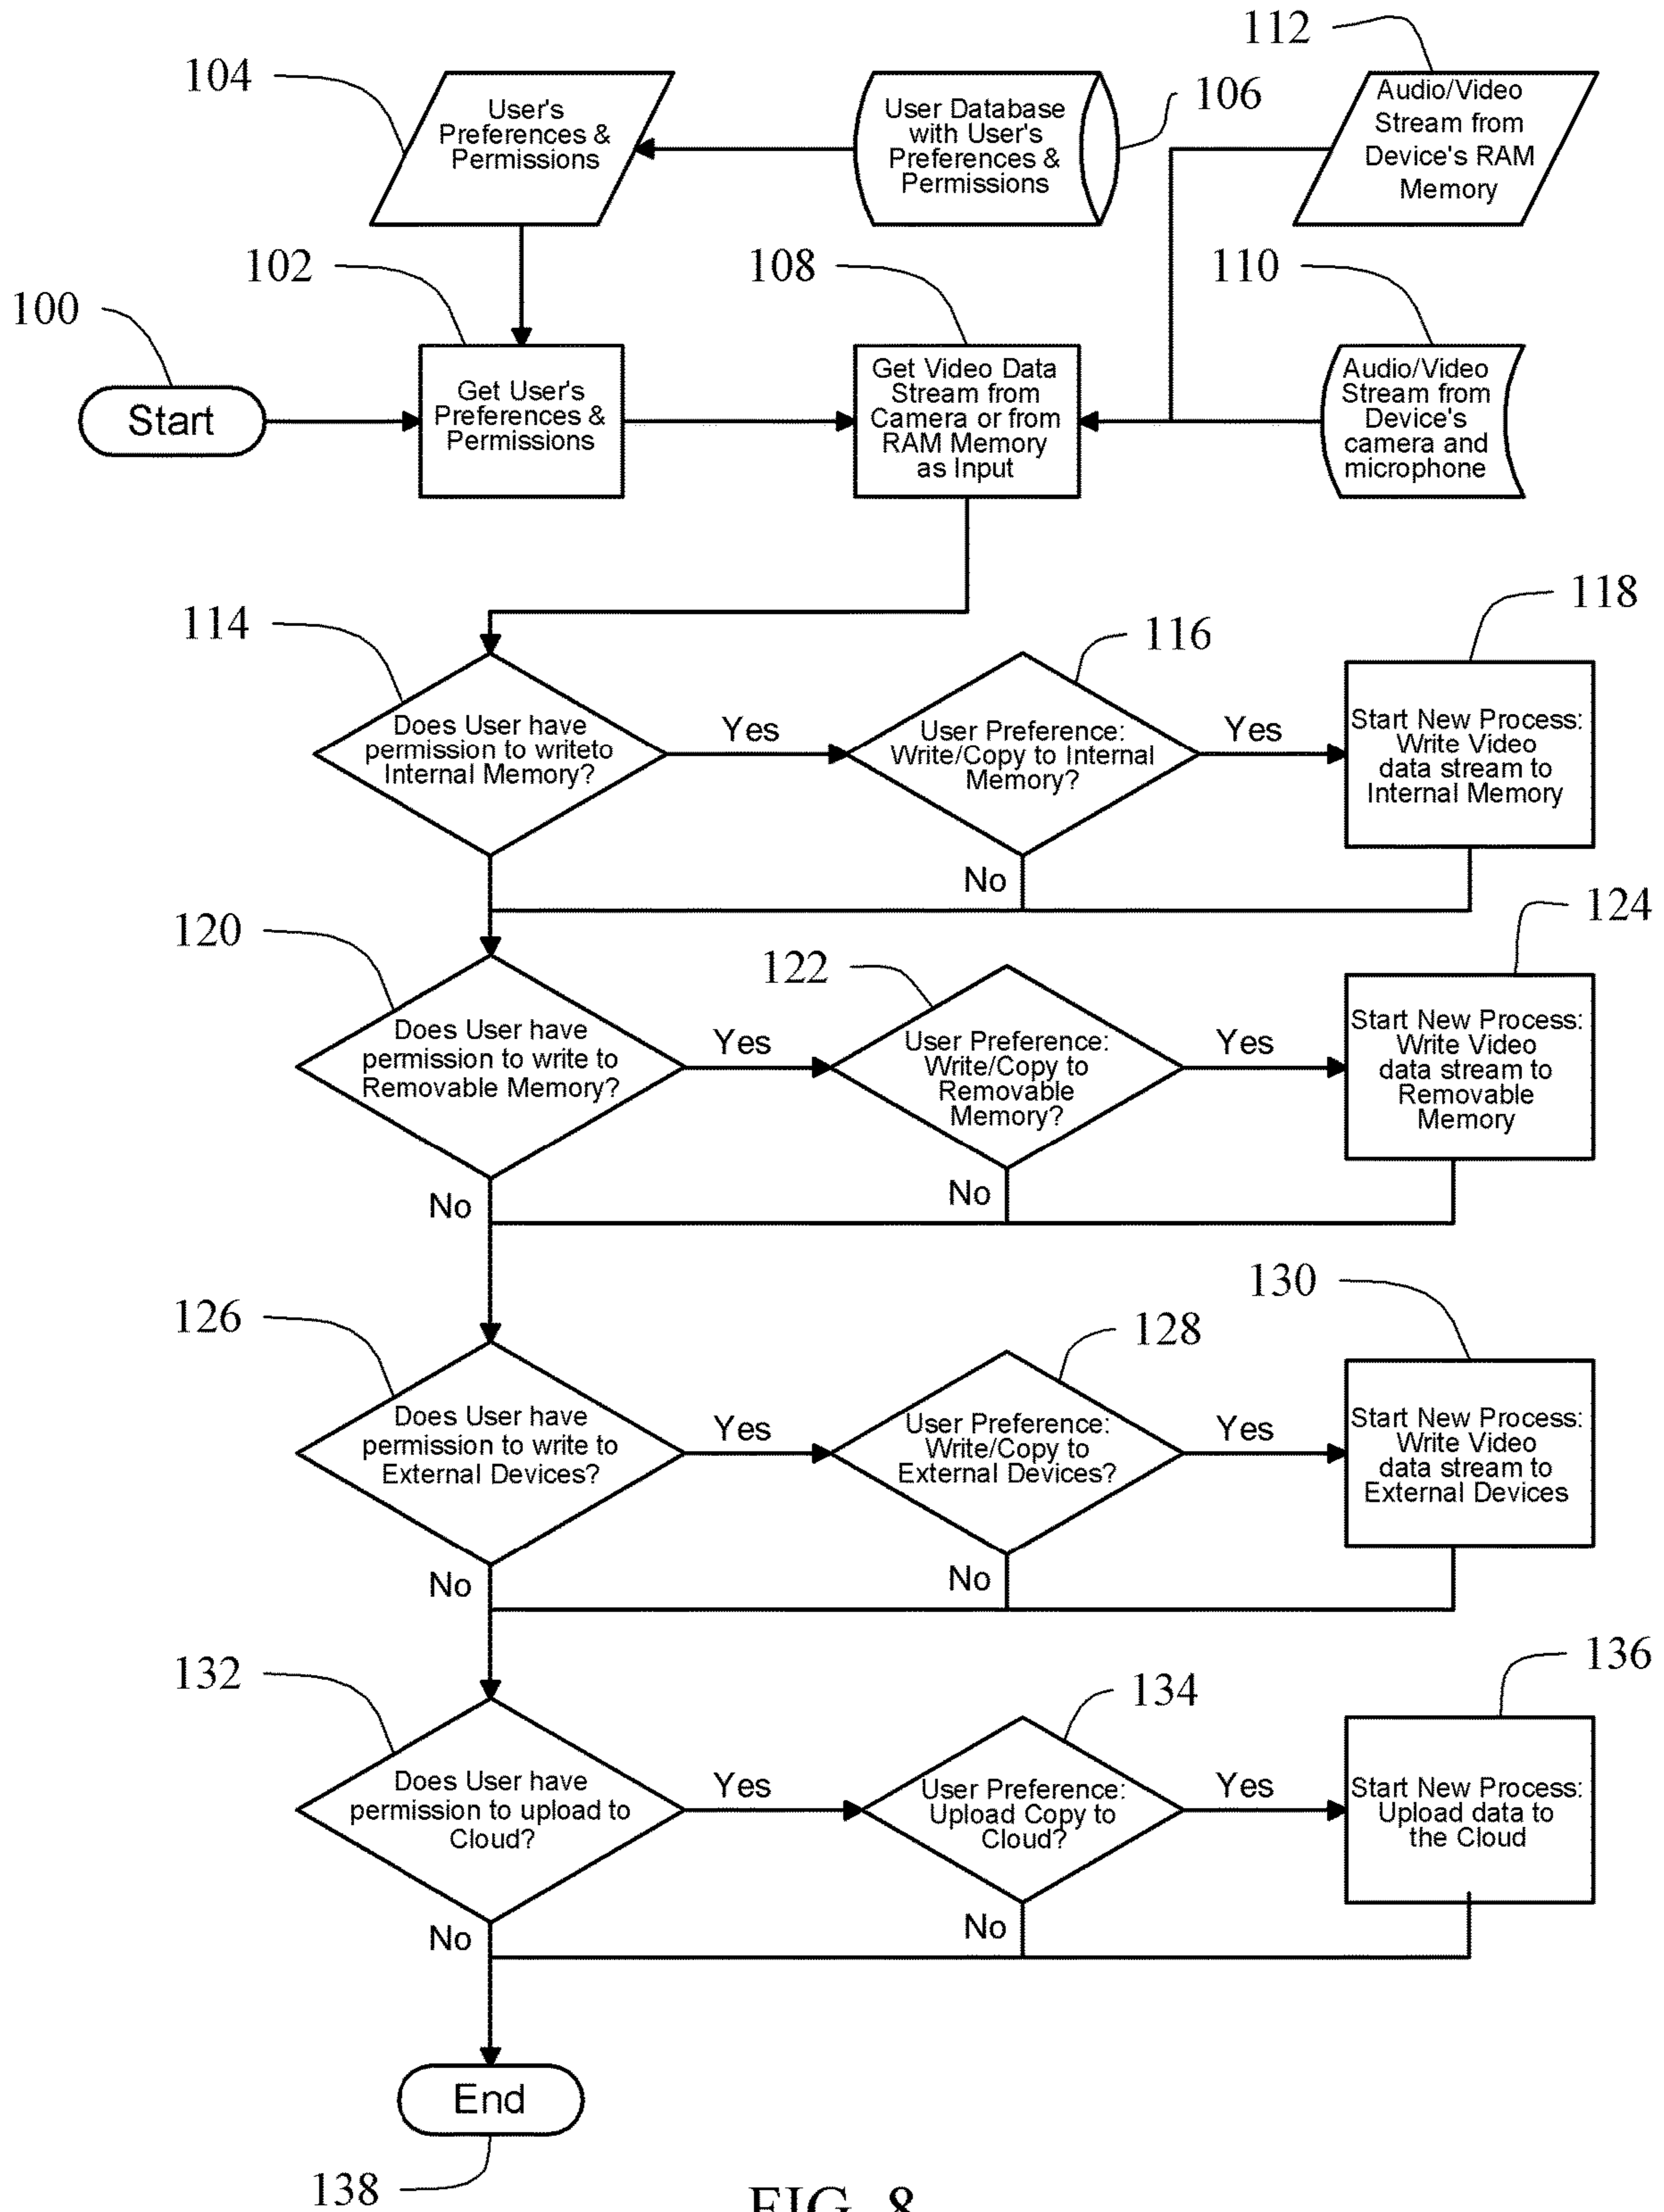 112
104
User's
Preferences &
Permissions
User Database
with User's
Preferences &
Permissions
106
Audio/Video
Stream from
Device's RAM
Memory
102
108
110
100
Start
Get User's
Preferences &
Permissions
Get Video Data
Stream from
Camera or from
RAM Memory
as Input
Audio/Video
Stream from
Device's
camera and
microphone
114
116
118
Does User have
permission to writeto
Internal Memory?
Yes
User Preference:
Write/Copy to Internal
Memory?
Yes
Start New Process:
Write Video
data stream to
Internal Memory
No
120
122
124
Does User have
permission to write to
Removable Memory?
Yes
User Preference:
Write/Copy to
Removable
Memory?
Yes
Start New Process:
Write Video
data stream to
Removable
Memory
No
No
126
128
130
Does User have
permission to write to
External Devices?
Yes
User Preference:
Write/Copy to
External Devices?
Yes
Start New Process:
Write Video
data stream to
External Devices
No
No
132
134
136
Does User have
permission to upload to
Cloud?
Yes
User Preference:
Upload Copy to
Cloud?
Yes
Start New Process:
Upload data to
the Cloud
No
No
End
138
FIG. 8